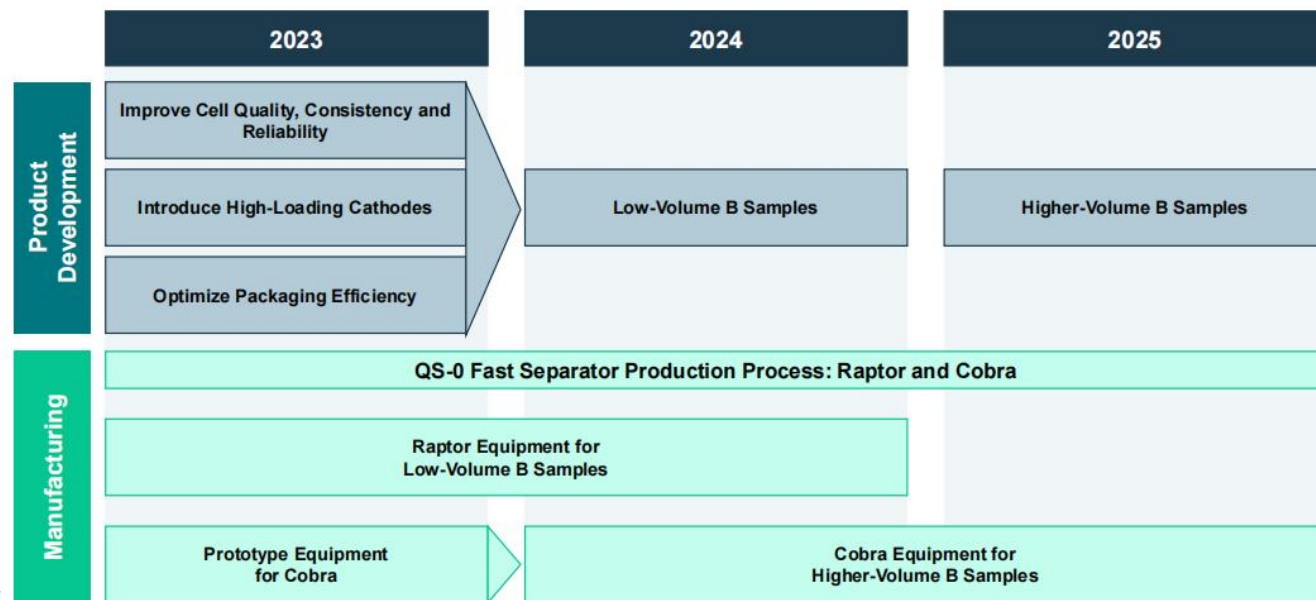 2023
2024
2025
Product
Development
Improve Cell Quality, Consistency and
Reliability
Introduce High-Loading Cathodes
Optimize Packaging Efficiency
Low-Volume B Samples
Higher-Volume B Samples
Manufacturing
QS-0 Fast Separator Production Process: Raptor and Cobra
Raptor Equipment for
Low-Volume B Samples
Prototype Equipment
for Cobra
Cobra Equipment for
Higher-Volume B Samples